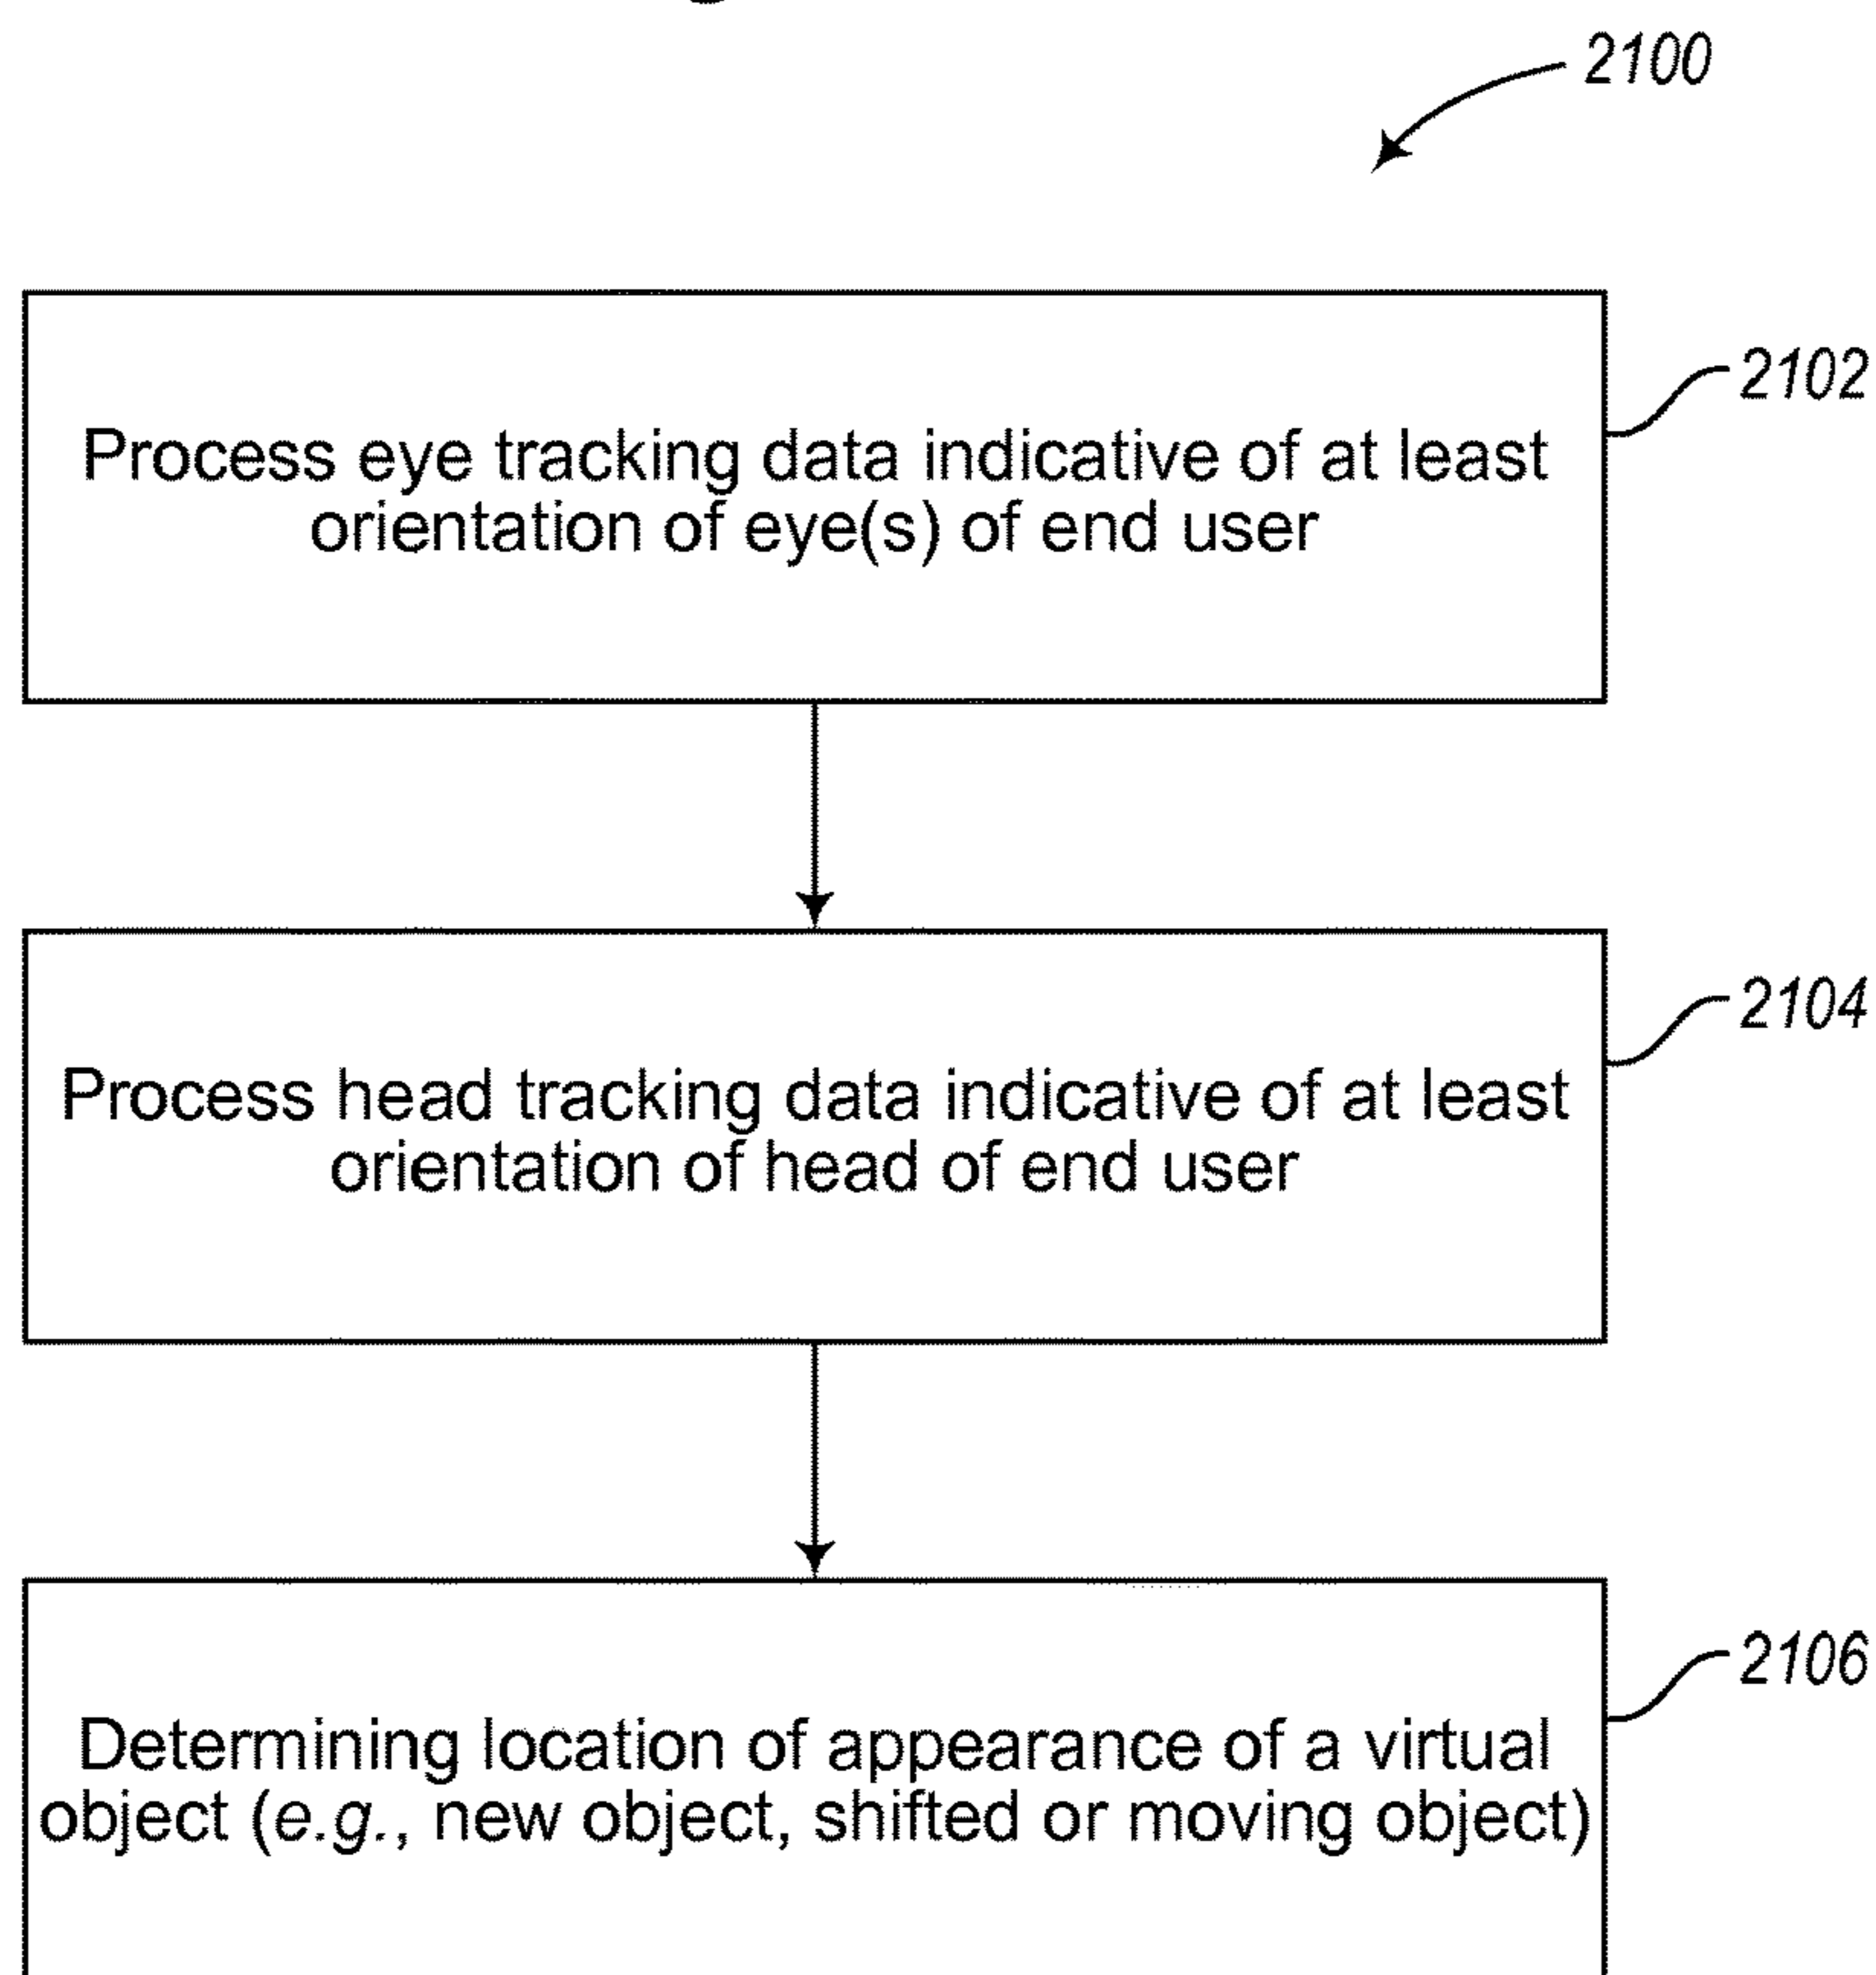 2100
2102
Process eye tracking data indicative of at least
orientation of eye(s) of end user
2104
Process head tracking data indicative of at least
orientation of head of end user
2106
Determining location of appearance of a virtual
object (e.g., new object, shifted or moving object)